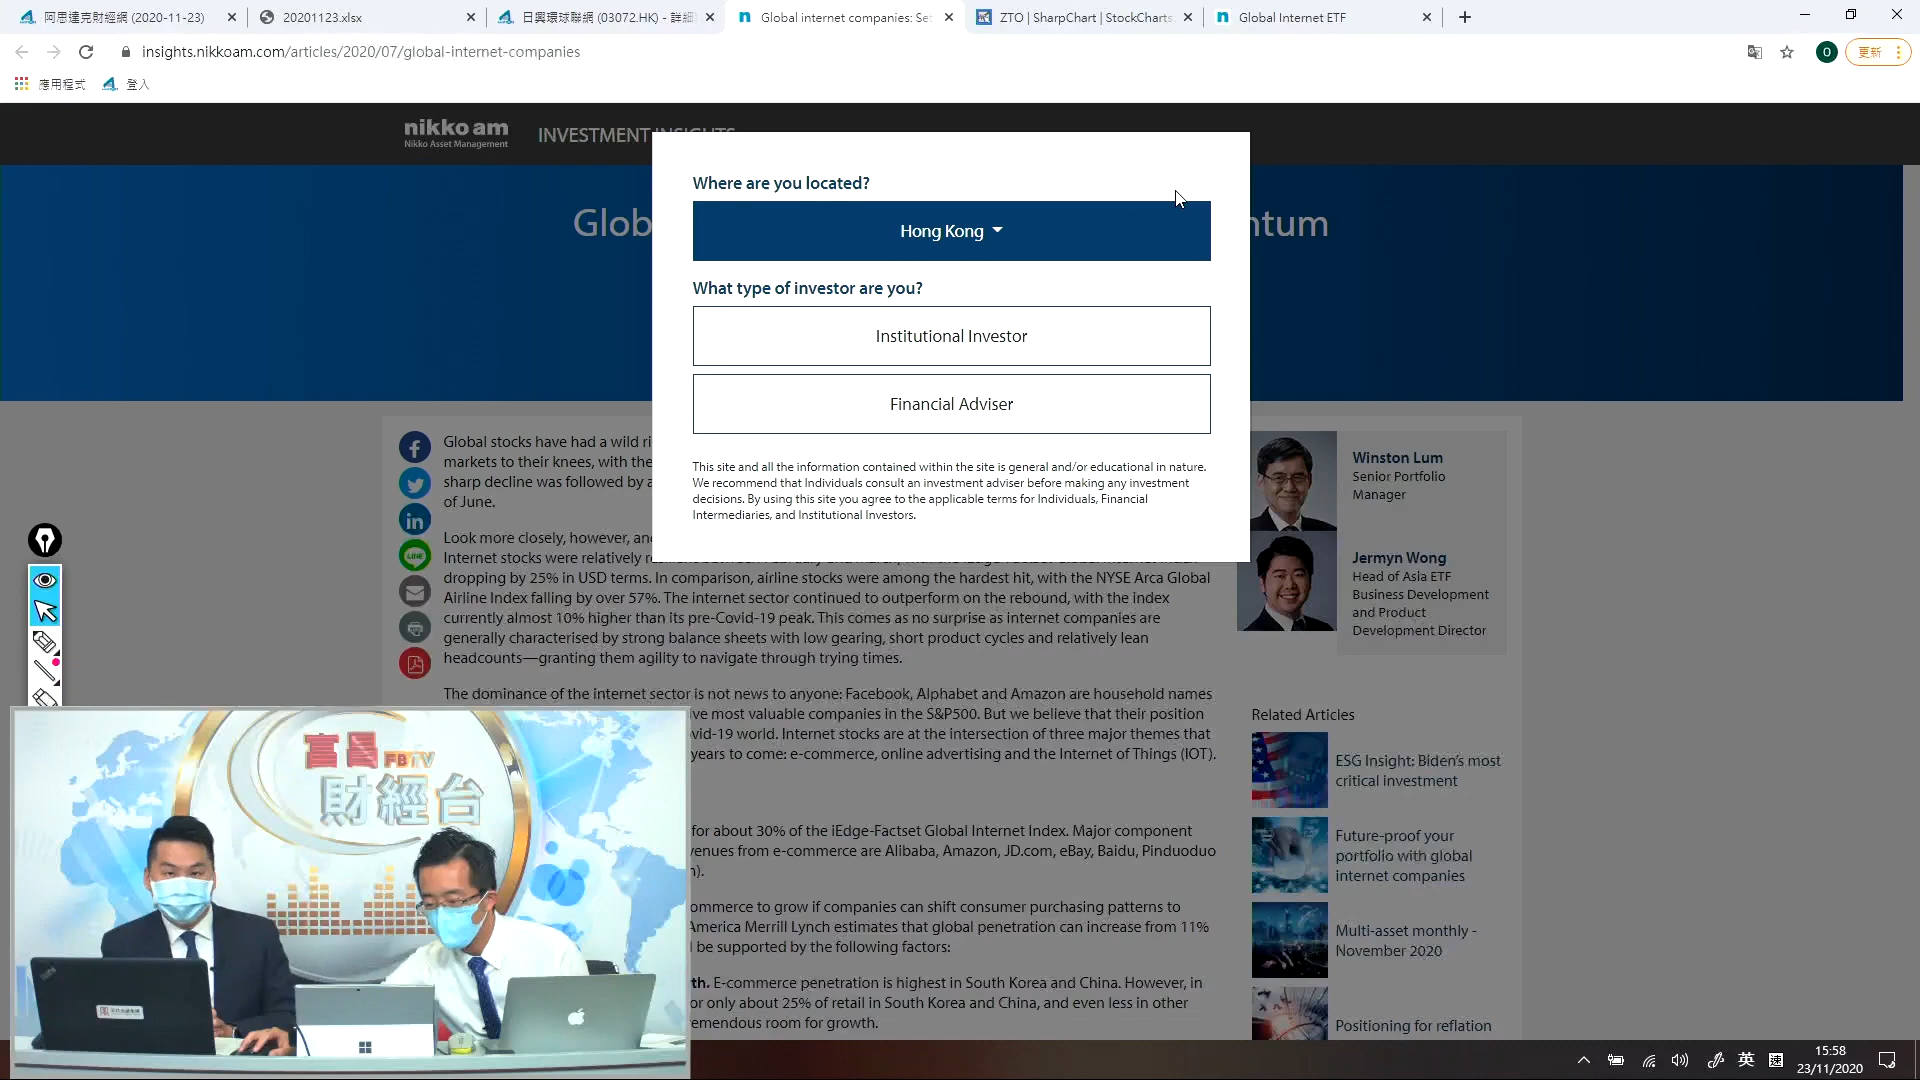 阿思達克財經網 (2020-11-23)
20201123.xlsx
日興環球聯網 (03072.HK) - 詳細
Global internet companies: Set
ZTO | SharpChart | StockCharts.
Global Internet ETF
insights.nikkoam.com/articles/2020/07/global-internet-companies
O
更新
應用程式
登入
nikko am
Nikko Asset Management
INVESTMENT INSIGHTS
Glob
ntum
Where are you located?
Hong Kong
What type of investor are you?
Institutional Investor
Financial Adviser
This site and all the information contained within the site is general and/or educational in nature.
We recommend that Individuals consult an investment adviser before making any investment
decisions. By using this site you agree to the applicable terms for Individuals, Financial
Intermediaries, and Institutional Investors.
Global stocks have had a wild ri
markets to their knees, with the
sharp decline was followed by a
of June.
Look more closely, however, an
Internet stocks were relatively r
dropping by 25% in USD terms. In comparison, airline stocks were among the hardest hit, with the NYSE Arca Global
Airline Index falling by over 57%. The internet sector continued to outperform on the rebound, with the index
currently almost 10% higher than its pre-Covid-19 peak. This comes as no surprise as internet companies are
generally characterised by strong balance sheets with low gearing, short product cycles and relatively lean
headcounts—granting them agility to navigate through trying times.
The dominance of the internet sector is not news to anyone: Facebook, Alphabet and Amazon are household names
ve most valuable companies in the S&P500. But we believe that their position
vid-19 world. Internet stocks are at the intersection of three major themes that
years to come: e-commerce, online advertising and the Internet of Things (IOT).
for about 30% of the iEdge-Factset Global Internet Index. Major component
venues from e-commerce are Alibaba, Amazon, JD.com, eBay, Baidu, Pinduoduo
n).
ommerce to grow if companies can shift consumer purchasing patterns to
America Merrill Lynch estimates that global penetration can increase from 11%
l be supported by the following factors:
th. E-commerce penetration is highest in South Korea and China. However, in
or only about 25% of retail in South Korea and China, and even less in other
remendous room for growth.
LINE
Winston Lum
Senior Portfolio
Manager
Jermyn Wong
Head of Asia ETF
Business Development
and Product
Development Director
Related Articles
ESG Insight: Biden's most
critical investment
Future-proof your
portfolio with global
internet companies
Multi-asset monthly -
November 2020
Positioning for reflation
富昌 FBTV
財經台
英
速
15:58
23/11/2020